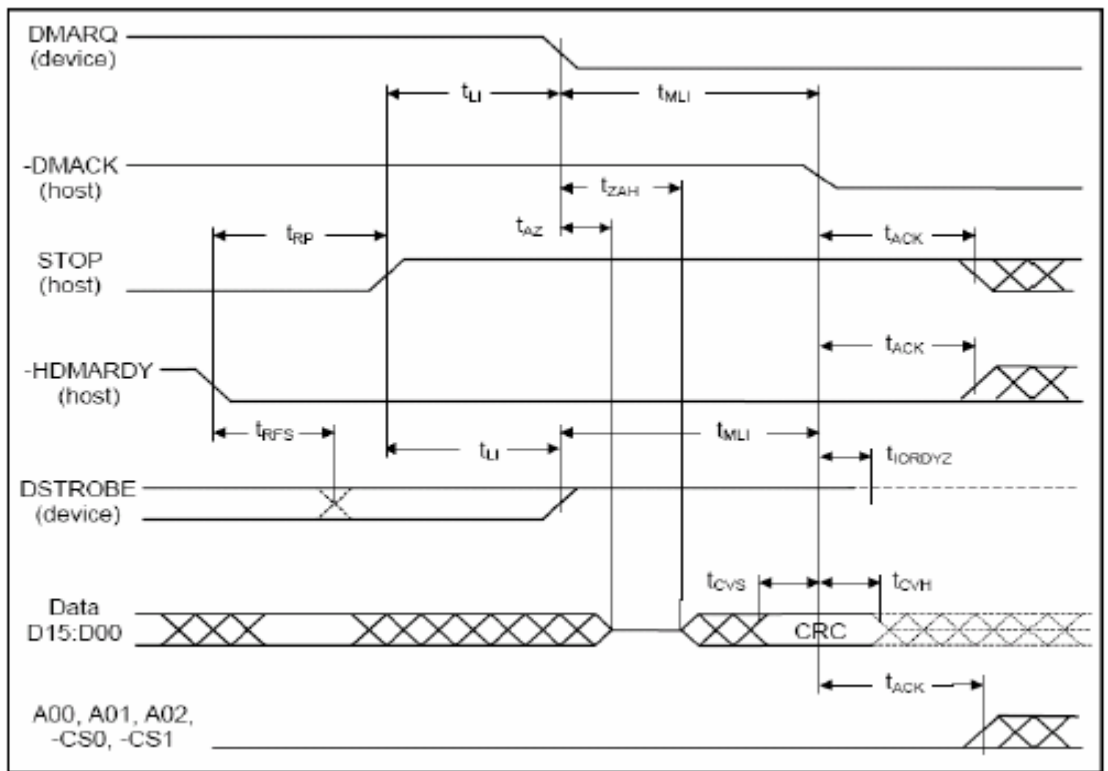 DMARQ
(device)
tLI
tMLI
-DMACK
(host)
tZAH
tAZ
tRP
tACK
STOP
(host)
tACK
-HDMARDY
(host)
tRFS
tLI
tMLI
tIORDYZ
DSTROBE
(device)
tCVS
tCVH
Data
D15:D00
CRC
tACK
A00, A01, A02,
-CS0, -CS1